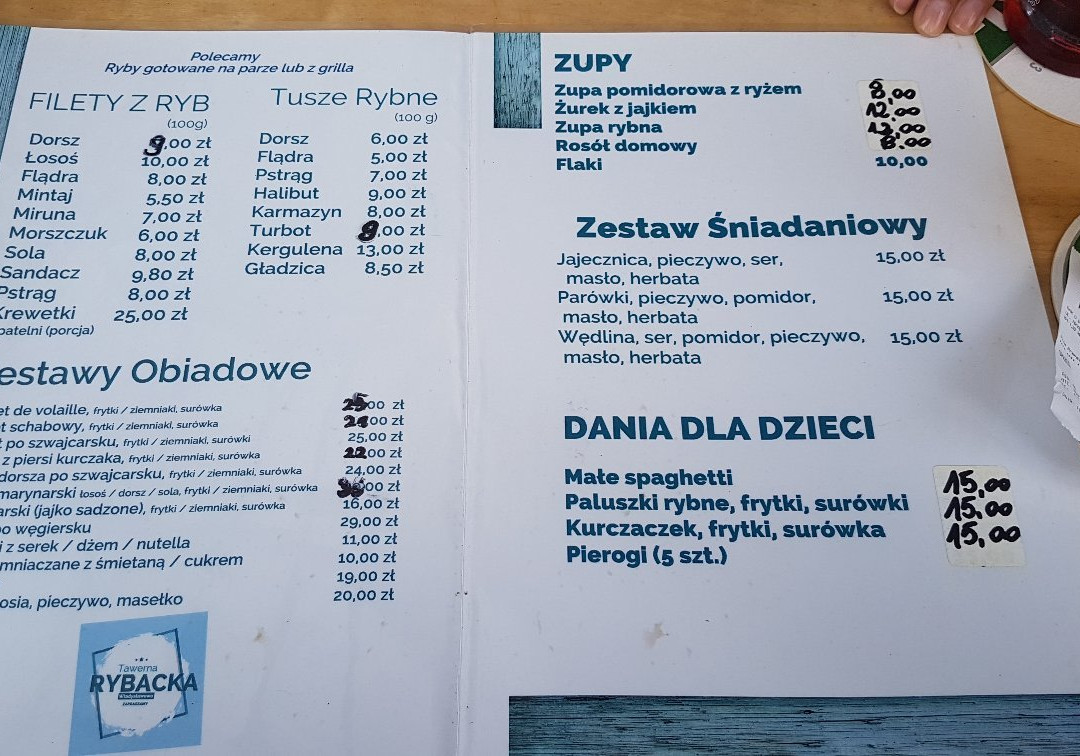 Polecamy
Ryby gotowane na parze lub z grilla
FILETY Z RYB
(100g)
Dorsz 9,00 zł
Łosoś 10,00 zł
Flądra 8,00 zł
Mintaj 5,50 zł
Miruna 7,00 zł
Morszczuk 6,00 zł
Sola 8,00 zł
Sandacz 9,80 zł
Pstrąg 8,00 zł
Krewetki 25,00 zł
patelni (porcja)
Tusze Rybne
(100 g)
Dorsz 6,00 zł
Flądra 5,00 zł
Pstrąg 7,00 zł
Halibut 9,00 zł
Karmazyn 8,00 zł
Turbot 9,00 zł
Kergulena 13,00 zł
Gładzica 8,50 zł
estawy Obiadowe
et de volaille, frytki / ziemniaki, surówka 25,00 zł
t schabowy, frytki / ziemniaki, surówka 00 zł
t po szwajcarsku, frytki / ziemniaki, surówki 25,00 zł
z piersi kurczaka, frytki / ziemniaki, surówka 22,00 zł
dorsza po szwajcarsku, frytki / ziemniaki, surówka 24,00 zł
marynarski łosoś / dorsz / sola, frytki / ziemniaki, surówka 00 zł
arski (jajko sadzone), frytki / ziemniaki, surówka 16,00 zł
po węgiersku 29,00 zł
i z serek / dżem / nutella 11,00 zł
mniaczane z śmietaną / cukrem 10,00 zł
19,00 zł
osia, pieczywo, masełko 20,00 zł
Tawerna
RYBACKA
Władysławowo
ZAPRASZAMY
ZUPY
Zupa pomidorowa z ryżem 8,00
Żurek z jajkiem 12,00
Zupa rybna 13,00
Rosół domowy 8,00
Flaki 10,00
Zestaw Śniadaniowy
Jajecznica, pieczywo, ser, 15,00 zł
masło, herbata
Parówki, pieczywo, pomidor, 15,00 zł
masło, herbata
Wędlina, ser, pomidor, pieczywo, 15,00 zł
masło, herbata
DANIA DLA DZIECI
Małe spaghetti 15,00
Paluszki rybne, frytki, surówki 15,00
Kurczaczek, frytki, surówka 15,00
Pierogi (5 szt.)